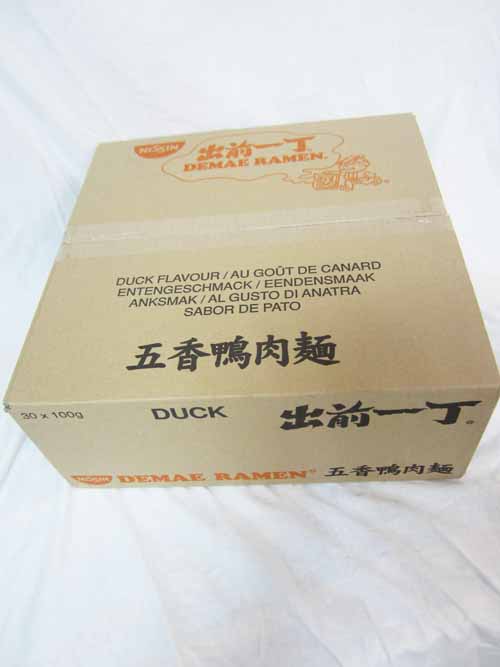 NISSIN
出前一丁®
DEMAE RAMEN®
DUCK FLAVOUR / AU GOÛT DE CANARD
ENTENGESCHMACK / EENDENSMAAK
ANKSMAK / AL GUSTO DI ANATRA
SABOR DE PATO
五香鴨肉麵
30 x 100g DUCK 出前一丁®
NISSIN DEMAE RAMEN® 五香鴨肉麵